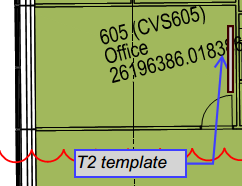 605 (CVS605)
Office
26196386.0183
T2 template